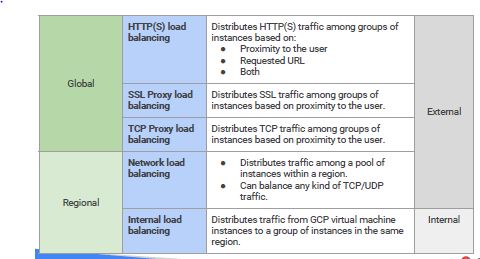 Global
HTTP(S) load
balancing
Distributes HTTP(S) traffic among groups of
instances based on:
● Proximity to the user
● Requested URL
● Both
External
SSL Proxy load
balancing
Distributes SSL traffic among groups of
instances based on proximity to the user.
TCP Proxy load
balancing
Distributes TCP traffic among groups of
instances based on proximity to the user.
Regional
Network load
balancing
● Distributes traffic among a pool of
instances within a region.
● Can balance any kind of TCP/UDP
traffic.
Internal load
balancing
Distributes traffic from GCP virtual machine
instances to a group of instances in the same
region.
Internal